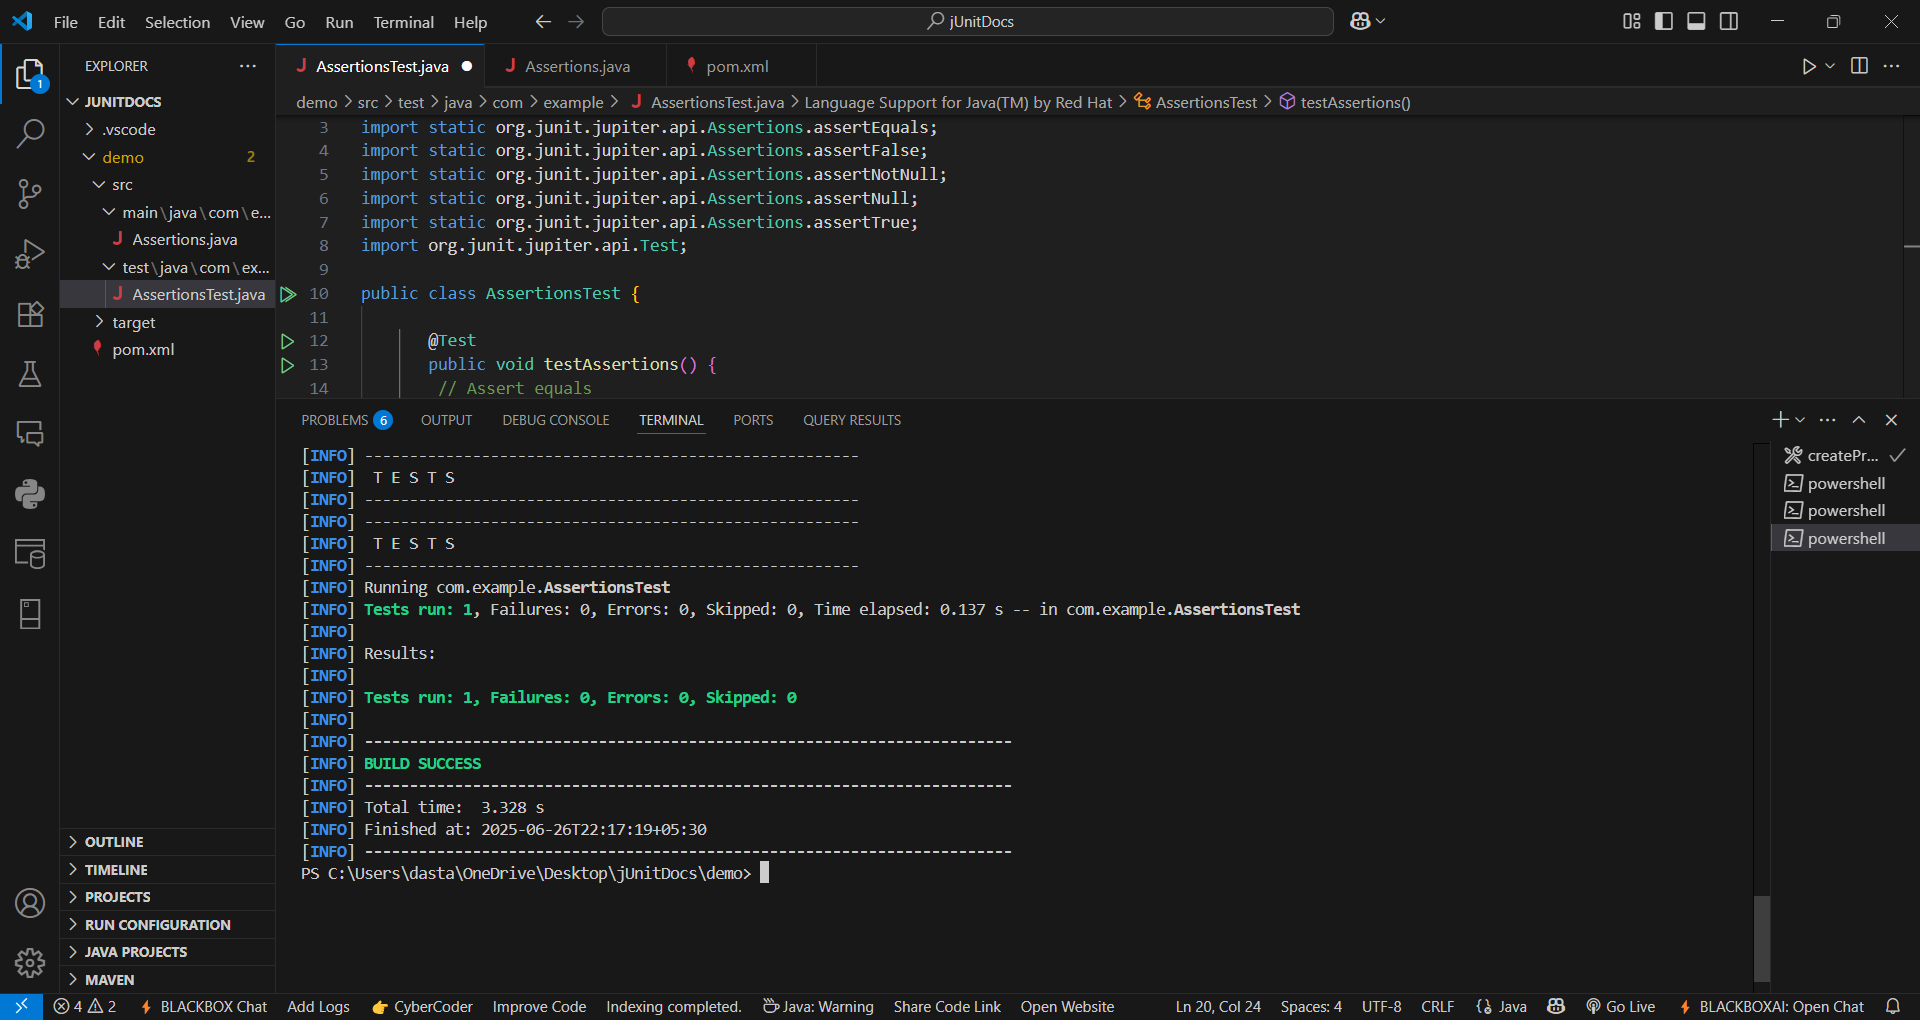 File Edit Selection View Go Run Terminal Help
jUnitDocs
EXPLORER
1
JUNITDOCS
.vscode
demo 2
src
main\java\com\e...
Assertions.java
test\java\com\ex...
AssertionsTest.java
target
pom.xml
OUTLINE
TIMELINE
PROJECTS
RUN CONFIGURATION
JAVA PROJECTS
MAVEN
AssertionsTest.java Assertions.java pom.xml
demo > src > test > java > com > example > AssertionsTest.java > Language Support for Java(TM) by Red Hat > AssertionsTest > testAssertions()
3 import static org.junit.jupiter.api.Assertions.assertEquals;
4 import static org.junit.jupiter.api.Assertions.assertFalse;
5 import static org.junit.jupiter.api.Assertions.assertNotNull;
6 import static org.junit.jupiter.api.Assertions.assertNull;
7 import static org.junit.jupiter.api.Assertions.assertTrue;
8 import org.junit.jupiter.api.Test;
9
10 public class AssertionsTest {
11
12 @Test
13 public void testAssertions() {
14 // Assert equals
PROBLEMS 6 OUTPUT DEBUG CONSOLE TERMINAL PORTS QUERY RESULTS
[INFO] -------------------------------------------------------
[INFO]  T E S T S
[INFO] -------------------------------------------------------
[INFO] -------------------------------------------------------
[INFO]  T E S T S
[INFO] -------------------------------------------------------
[INFO] Running com.example.AssertionsTest
[INFO] Tests run: 1, Failures: 0, Errors: 0, Skipped: 0, Time elapsed: 0.137 s -- in com.example.AssertionsTest
[INFO]
[INFO] Results:
[INFO]
[INFO] Tests run: 1, Failures: 0, Errors: 0, Skipped: 0
[INFO]
[INFO] ------------------------------------------------------------------------
[INFO] BUILD SUCCESS
[INFO] ------------------------------------------------------------------------
[INFO] Total time:  3.328 s
[INFO] Finished at: 2025-06-26T22:17:19+05:30
[INFO] ------------------------------------------------------------------------
PS C:\Users\dasta\OneDrive\Desktop\jUnitDocs\demo>
createPr...
powershell
powershell
powershell
4 2 BLACKBOX Chat Add Logs CyberCoder Improve Code Indexing completed. Java: Warning Share Code Link Open Website Ln 20, Col 24 Spaces: 4 UTF-8 CRLF {} Java Go Live BLACKBOXAI: Open Chat